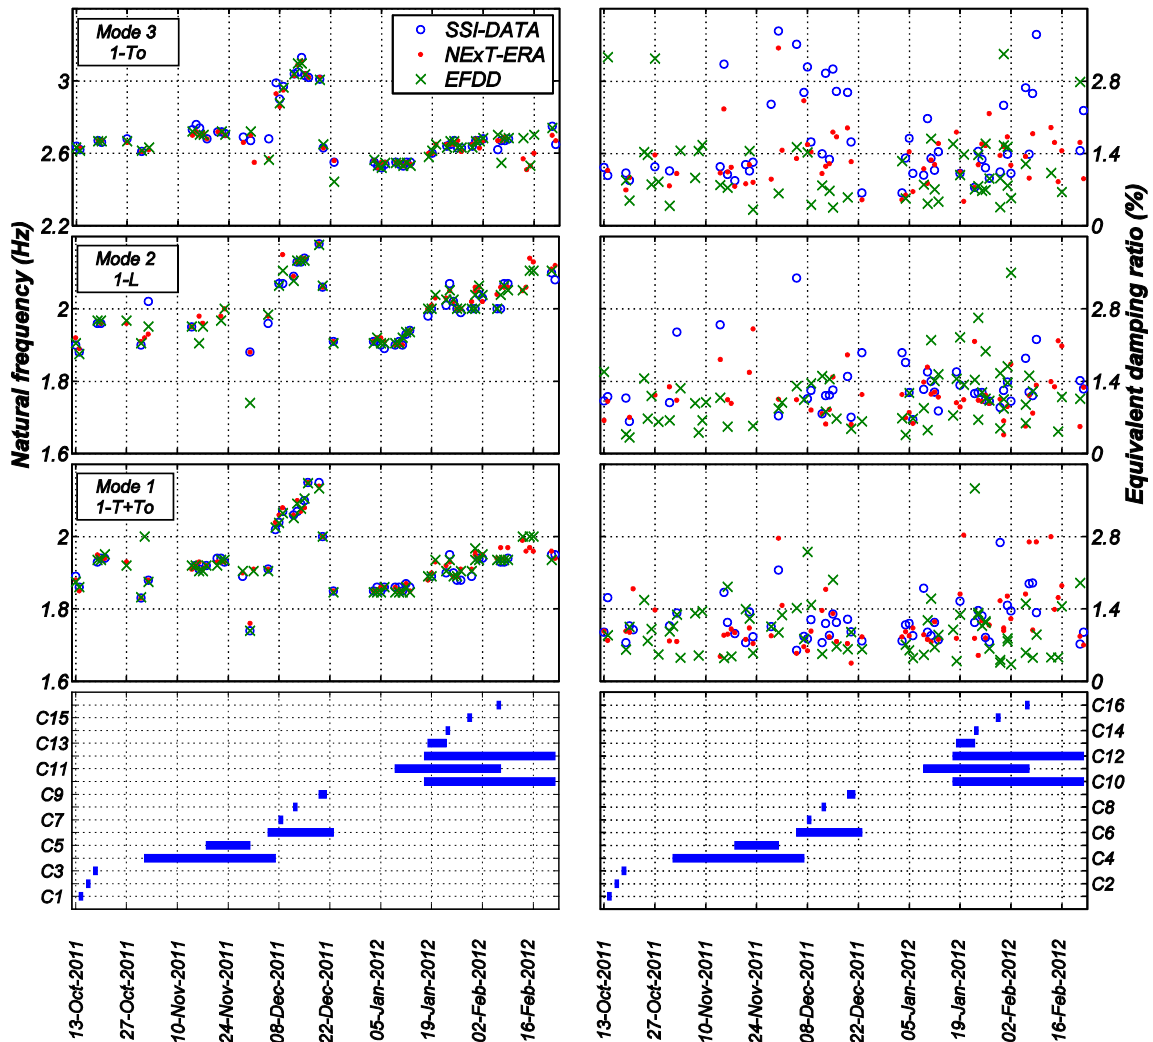 Mode 3
1-To
SSI-DATA
NExT-ERA
EFDD
3
2.6
2.2
2.8
1.4
0
Mode 2
1-L
2
1.8
1.6
2.8
1.4
0
Mode 1
1-T+To
2
1.8
1.6
2.8
1.4
0
Natural frequency (Hz)
Equivalent damping ratio (%)
C15
C13
C11
C9
C7
C5
C3
C1
C16
C14
C12
C10
C8
C6
C4
C2
13-Oct-2011
27-Oct-2011
10-Nov-2011
24-Nov-2011
08-Dec-2011
22-Dec-2011
05-Jan-2012
19-Jan-2012
02-Feb-2012
16-Feb-2012
13-Oct-2011
27-Oct-2011
10-Nov-2011
24-Nov-2011
08-Dec-2011
22-Dec-2011
05-Jan-2012
19-Jan-2012
02-Feb-2012
16-Feb-2012